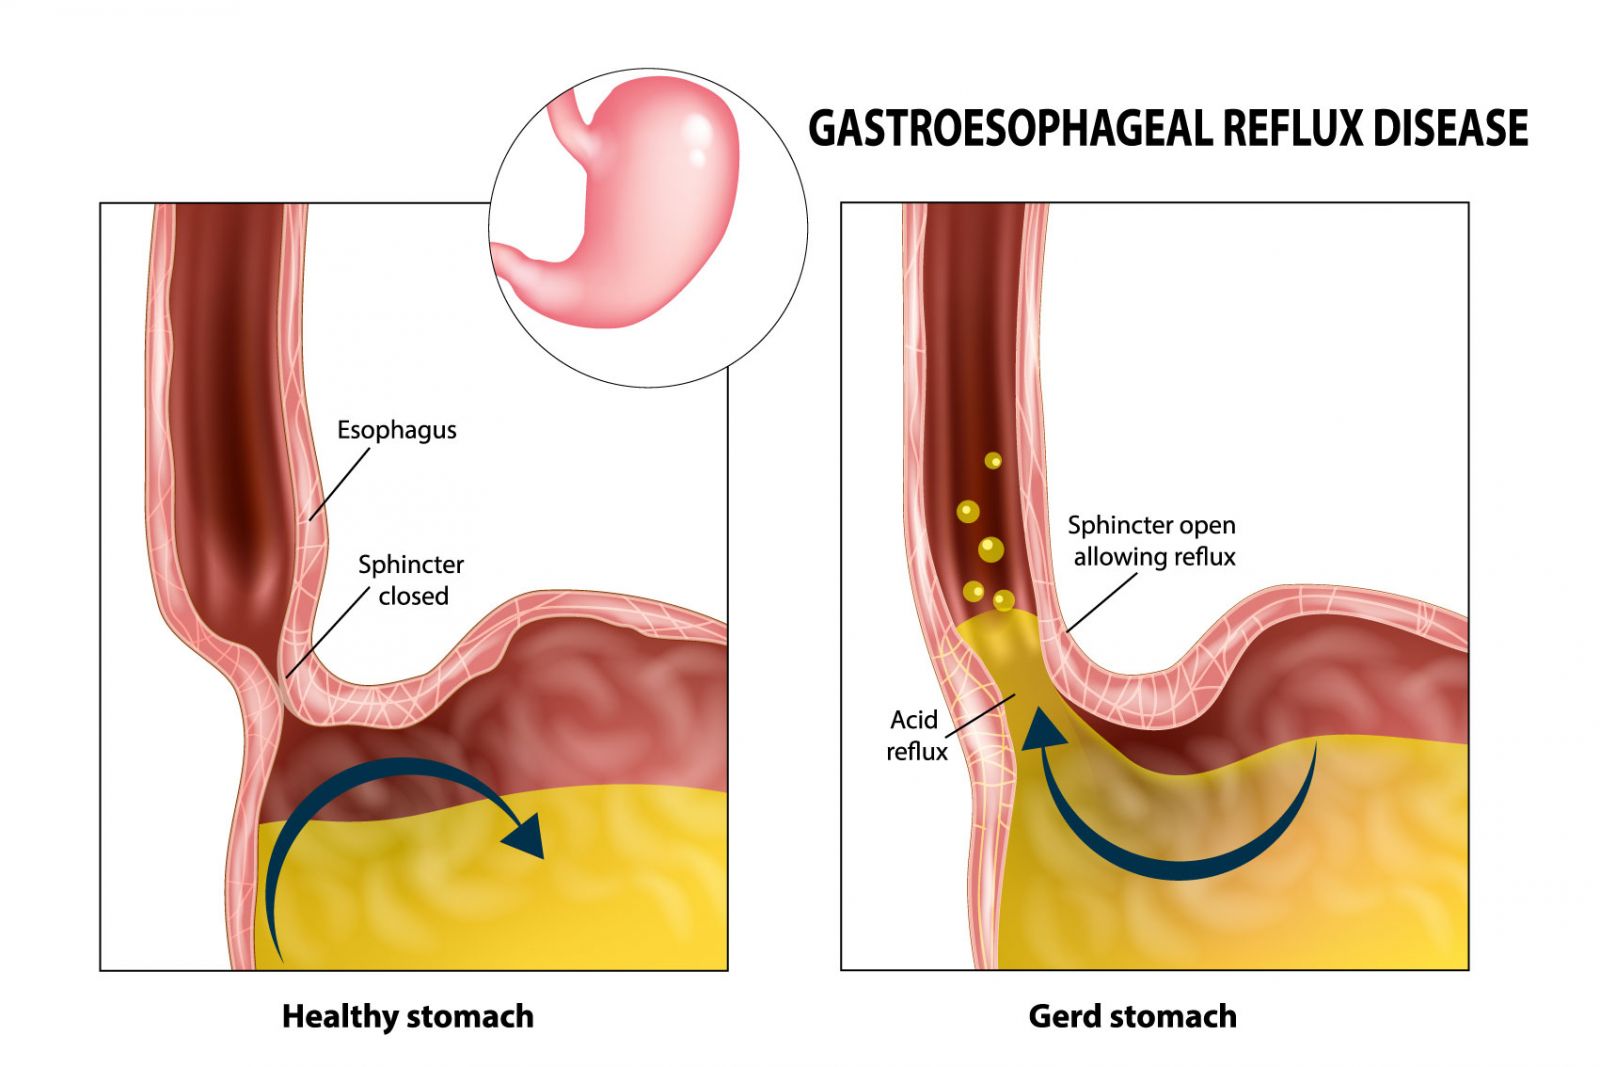 GASTROESOPHAGEAL REFLUX DISEASE
Esophagus
Sphincter
closed
Healthy stomach
Sphincter open
allowing reflux
Acid
reflux
Gerd stomach